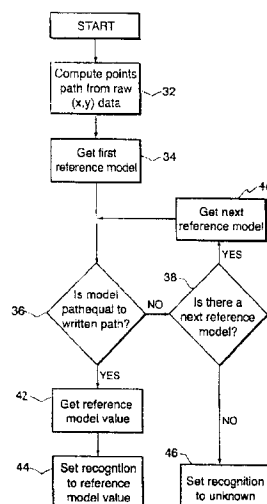 START
Compute points
path from raw
(x,y) data
32
Get first
reference model
34
Get next
reference model
Is model
pathequal to
written path?
36
NO
YES
38
Is there a
next reference
model?
YES
NO
42
Get reference
model value
44
Set recogntion
to reference
model value
46
Set recognition
to unknown